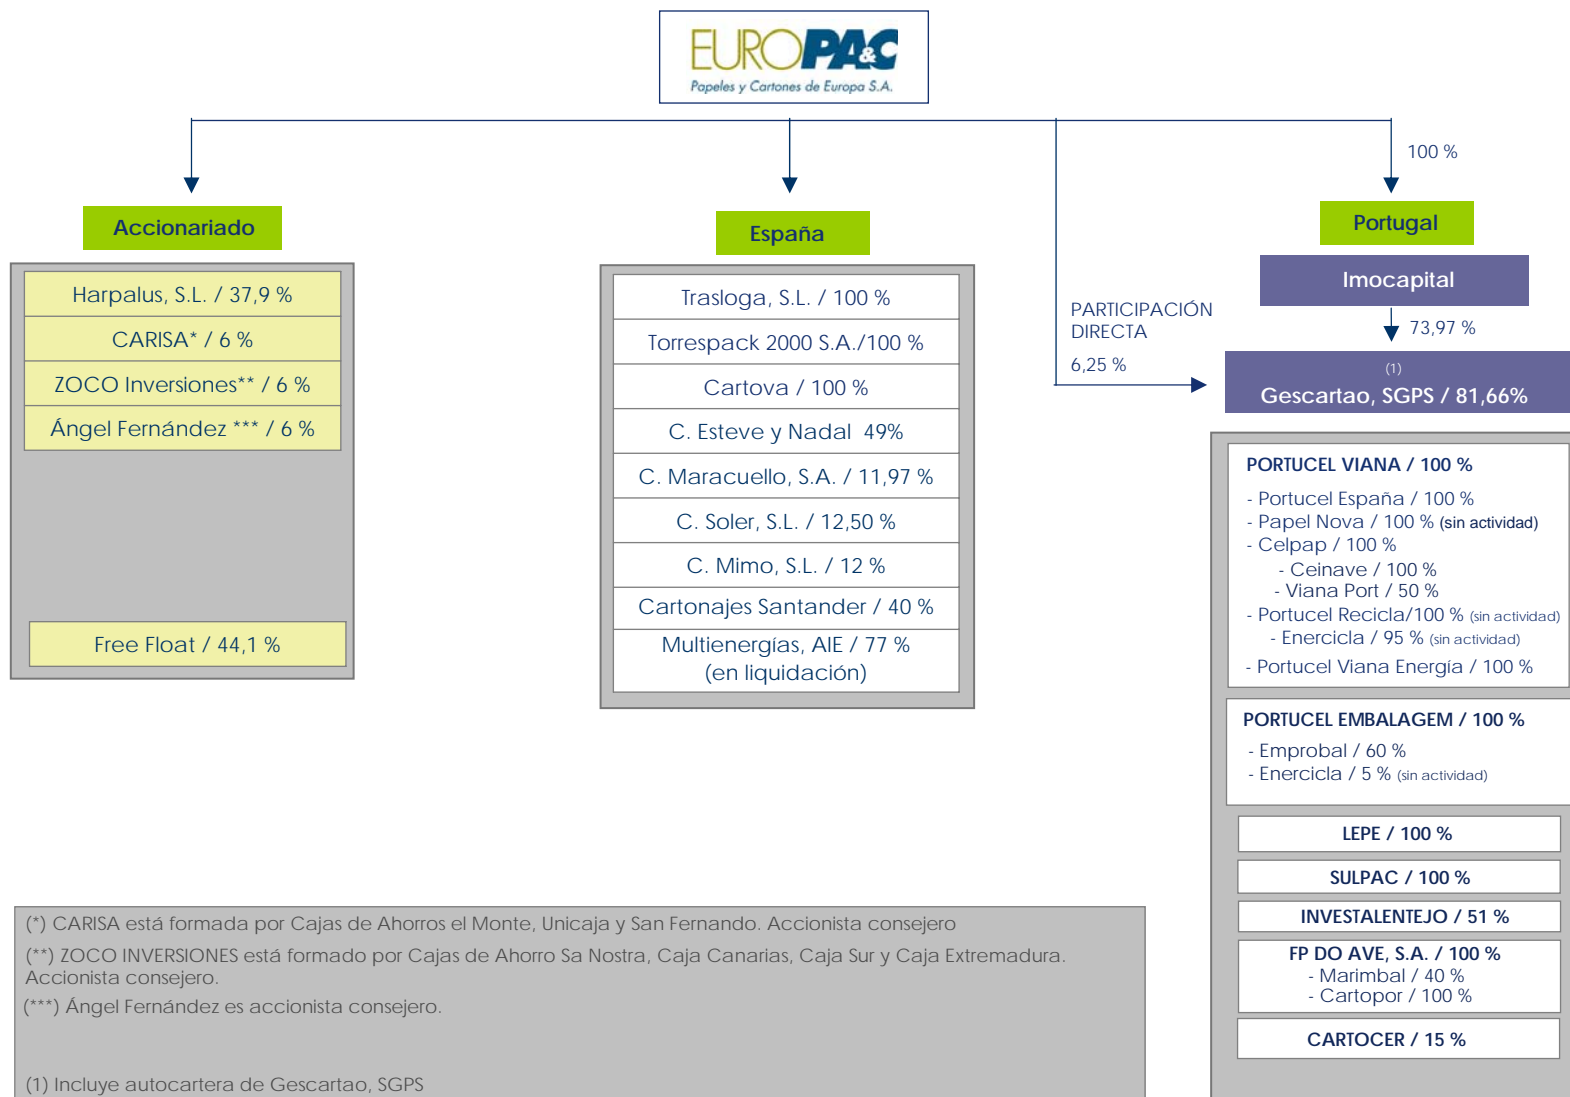 EUROPA&C
Papeles y Cartones de Europa S.A.
100 %
Accionariado
Harpalus, S.L. / 37,9 %
CARISA* / 6 %
ZOCO Inversiones** / 6 %
Ángel Fernández *** / 6 %
Free Float / 44,1 %
España
Trasloga, S.L. / 100 %
Torrespack 2000 S.A./100 %
Cartova / 100 %
C. Esteve y Nadal 49%
C. Maracuello, S.A. / 11,97 %
C. Soler, S.L. / 12,50 %
C. Mimo, S.L. / 12 %
Cartonajes Santander / 40 %
Multienergías, AIE / 77 %
(en liquidación)
PARTICIPACIÓN
DIRECTA
6,25 %
Portugal
Imocapital
73,97 %
(1)
Gescartao, SGPS / 81,66%
PORTUCEL VIANA / 100 %
- Portucel España / 100 %
- Papel Nova / 100 % (sin actividad)
- Celpap / 100 %
- Ceinave / 100 %
- Viana Port / 50 %
- Portucel Recicla/100 % (sin actividad)
- Enercicla / 95 % (sin actividad)
- Portucel Viana Energía / 100 %
PORTUCEL EMBALAGEM / 100 %
- Emprobal / 60 %
- Enercicla / 5 % (sin actividad)
LEPE / 100 %
SULPAC / 100 %
INVESTALENTEJO / 51 %
FP DO AVE, S.A. / 100 %
- Marimbal / 40 %
- Cartopor / 100 %
CARTOCER / 15 %
(*) CARISA está formada por Cajas de Ahorros el Monte, Unicaja y San Fernando. Accionista consejero
(**) ZOCO INVERSIONES está formado por Cajas de Ahorro Sa Nostra, Caja Canarias, Caja Sur y Caja Extremadura.
Accionista consejero.
(***) Ángel Fernández es accionista consejero.
(1) Incluye autocartera de Gescartao, SGPS